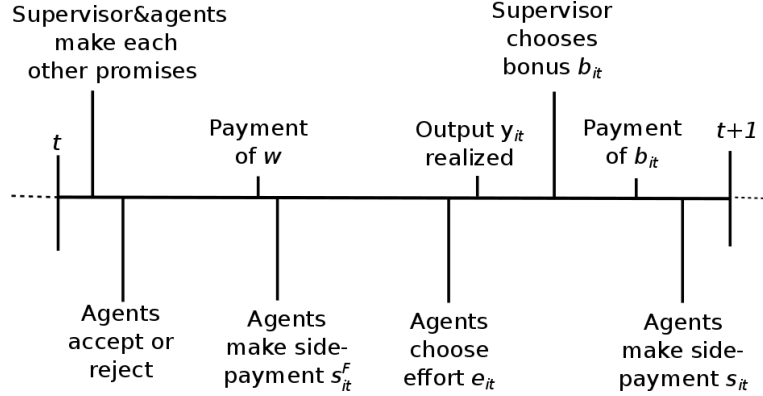 Supervisor&agents
make each
other promises
Supervisor
chooses
bonus b_it
t
Payment
of w
Output y_it
realized
Payment
of b_it
t+1
Agents
accept or
reject
Agents
make side-
payment s_it^F
Agents
choose
effort e_it
Agents
make side-
payment s_it